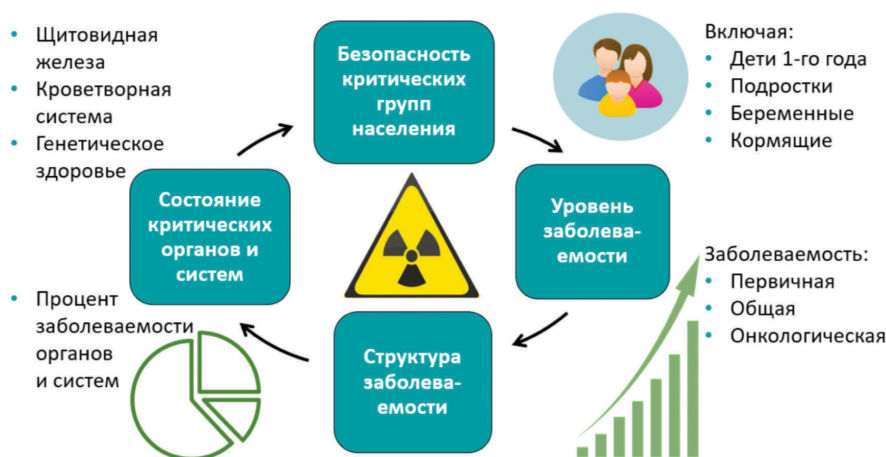 Щитовидная
железа
Кроветворная
система
Генетическое
здоровье
Безопасность
критических
групп
населения
Включая:
Дети 1-го года
Подростки
Беременные
Кормящие
Состояние
критических
органов и
систем
Уровень
заболева-
емости
Процент
заболеваемости
органов
и систем
Структура
заболева-
емости
Заболеваемость:
Первичная
Общая
Онкологическая